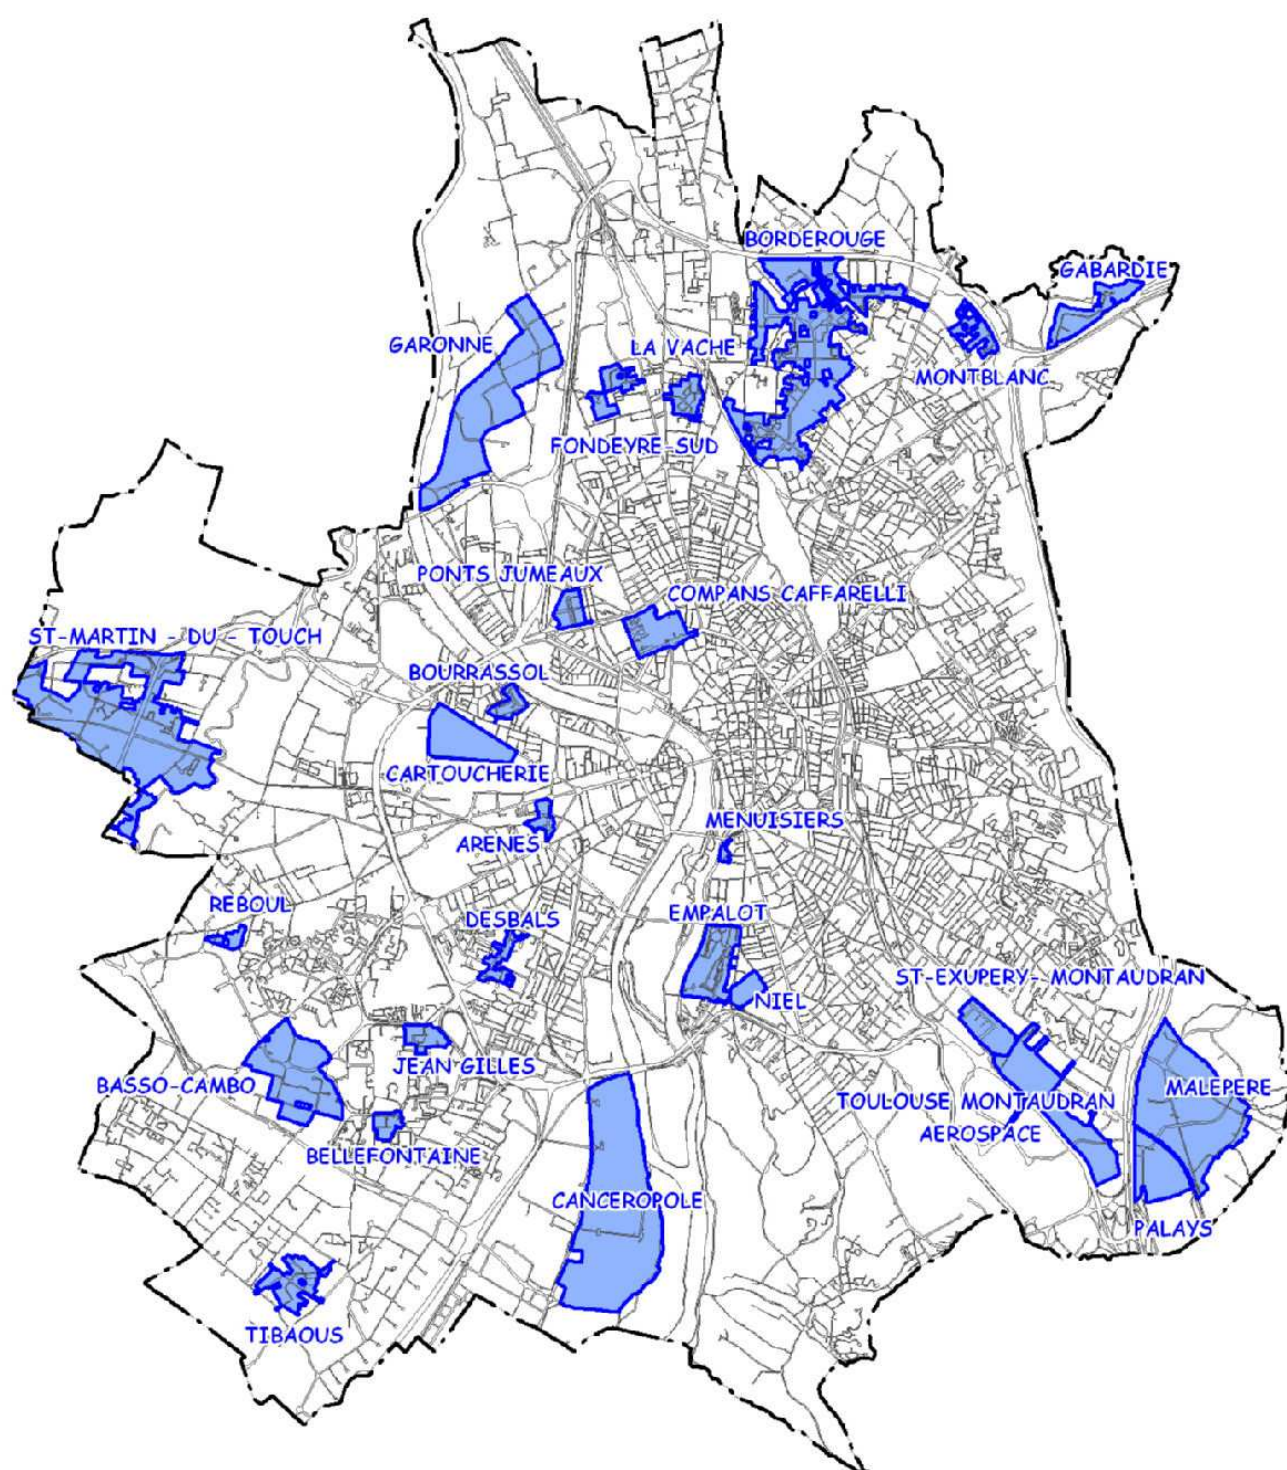 BORDEROUGE
GABARDIE
GARONNE
LA VACHE
MONTBLANC
FONDEYRE-SUD
PONTS JUMEAUX
COMPANS CAFFARELLI
ST-MARTIN - DU - TOUCH
BOURRASSOL
CARTOUCHERIE
MENUISIERS
ARENES
REBOUL
DESBALS
EMPALOT
ST-EXUPERY- MONTAUDRAN
NIEL
JEAN GILLES
BASSO-CAMBO
MALEPERE
TOULOUSE MONTAUDRAN
AEROSPACE
BELLEFONTAINE
CANCEROPOLE
PALAYS
TIBAOUS